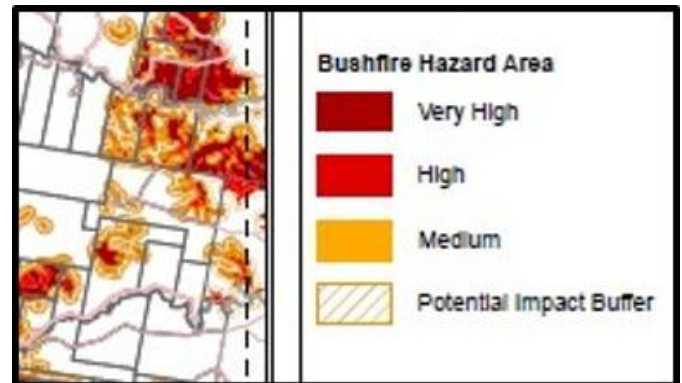 Bushfire Hazard Area
Very High
High
Medium
Potential Impact Buffer